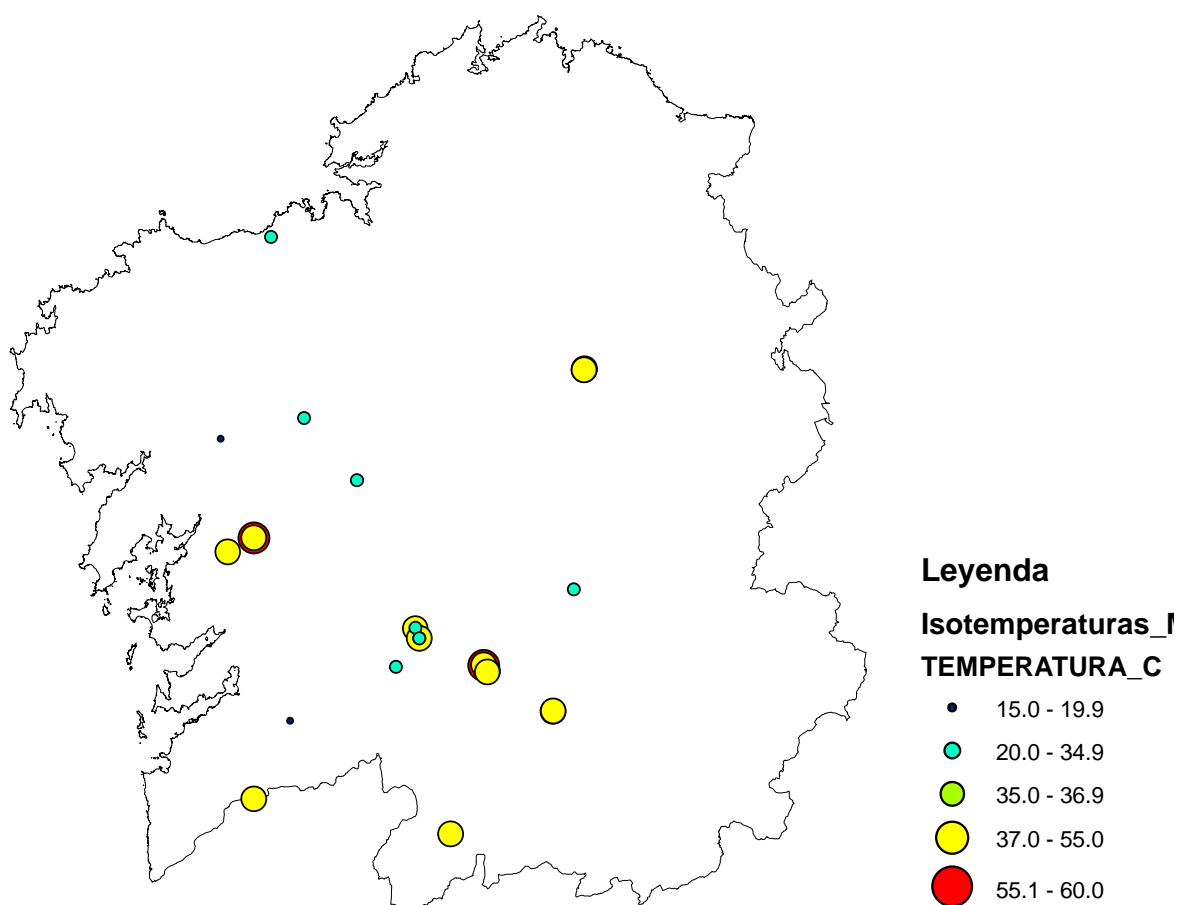 Leyenda
Isotemperaturas_
TEMPERATURA_C
15.0 - 19.9
20.0 - 34.9
35.0 - 36.9
37.0 - 55.0
55.1 - 60.0